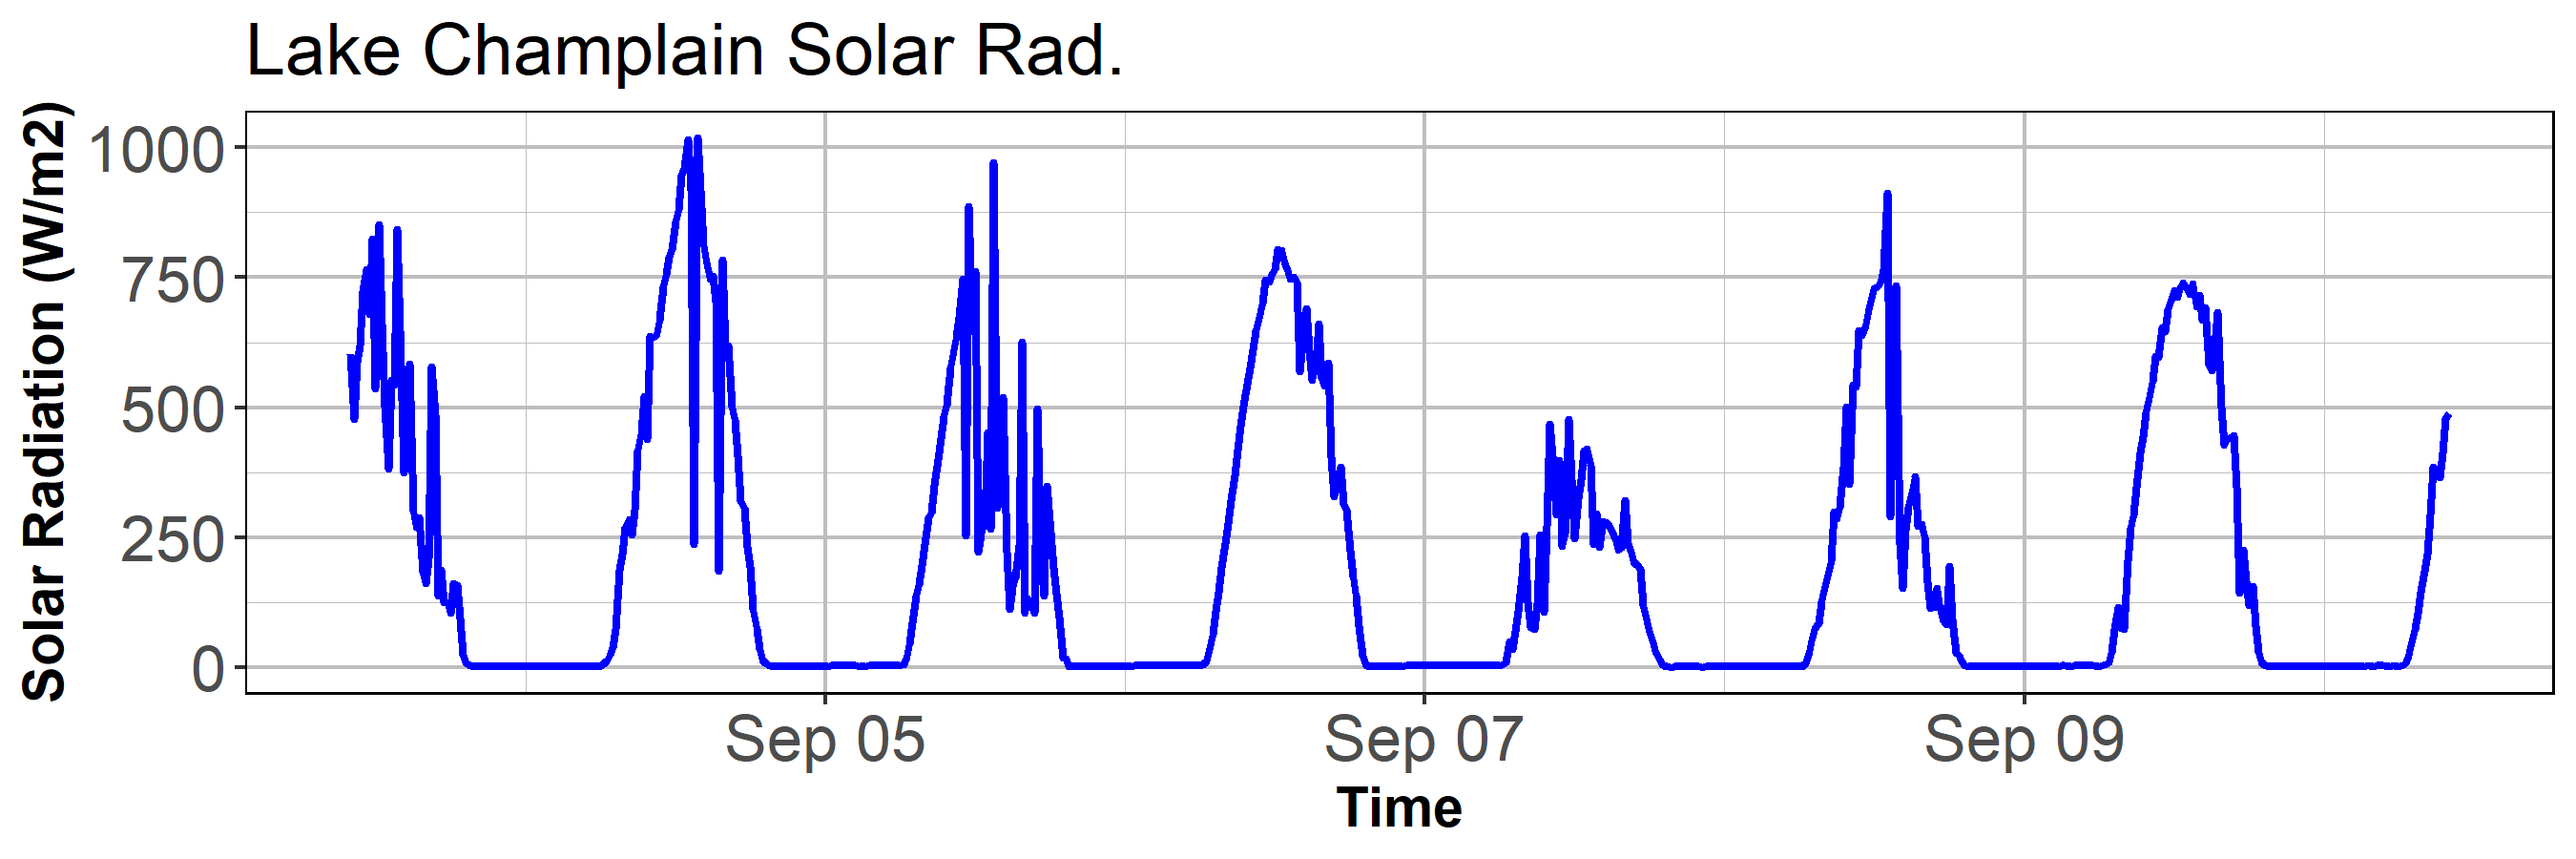 Lake Champlain Solar Rad.
Solar Radiation (W/m2)
1000
750
500
250
0
Sep 05 Sep 07 Sep 09
Time